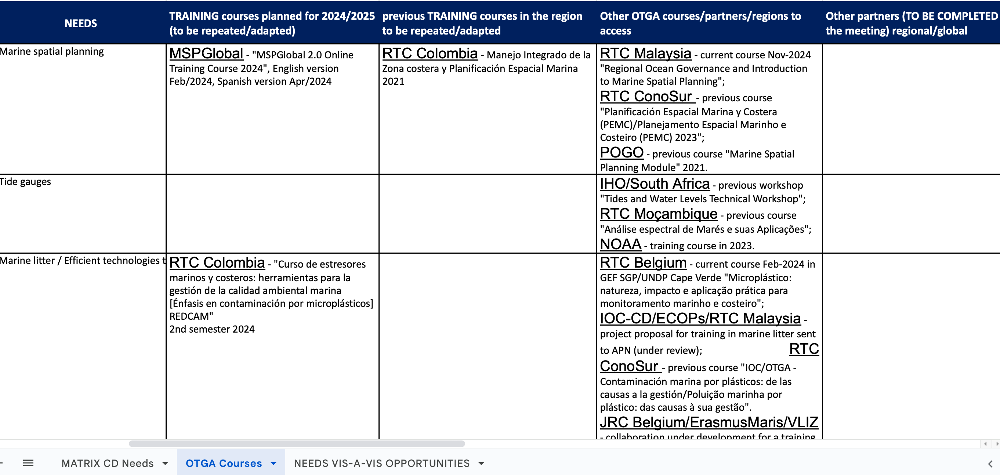 NEEDS
TRAINING courses planned for 2024/2025
(to be repeated/adapted)
previous TRAINING courses in the region
to be repeated/adapted
Other OTGA courses/partners/regions to
access
Other partners (TO BE COMPLETED
the meeting) regional/global
Marine spatial planning
MSPGlobal - "MSPGlobal 2.0 Online
Training Course 2024", English version
Feb/2024, Spanish version Apr/2024
RTC Colombia - Manejo Integrado de la
Zona costera y Planificación Espacial Marina
2021
RTC Malaysia - current course Nov-2024
"Regional Ocean Governance and Introduction
to Marine Spatial Planning";
RTC ConoSur - previous course
"Planificación Espacial Marina y Costera
(PEMC)/Planejamento Espacial Marinho e
Costeiro (PEMC) 2023";
POGO - previous course "Marine Spatial
Planning Module" 2021.
Tide gauges
IHO/South Africa - previous workshop
"Tides and Water Levels Technical Workshop";
RTC Moçambique - previous course
"Análise espectral de Marés e suas Aplicações";
NOAA - training course in 2023.
Marine litter / Efficient technologies t
RTC Colombia - "Curso de estresores
marinos y costeros: herramientas para la
gestión de la calidad ambiental marina
[Énfasis en contaminación por microplásticos]
REDCAM"
2nd semester 2024
RTC Belgium - current course Feb-2024 in
GEF SGP/UNDP Cape Verde "Microplástico:
natureza, impacto e aplicação prática para
monitoramento marinho e costeiro";
IOC-CD/ECOPs/RTC Malaysia -
project proposal for training in marine litter sent
to APN (under review); RTC
ConoSur - previous course "IOC/OTGA -
Contaminación marina por plásticos: de las
causas a la gestión/Poluição marinha por
plástico: das causas à sua gestão".
JRC Belgium/ErasmusMaris/VLIZ
- collaboration under development for a training
MATRIX CD Needs
OTGA Courses
NEEDS VIS-A-VIS OPPORTUNITIES